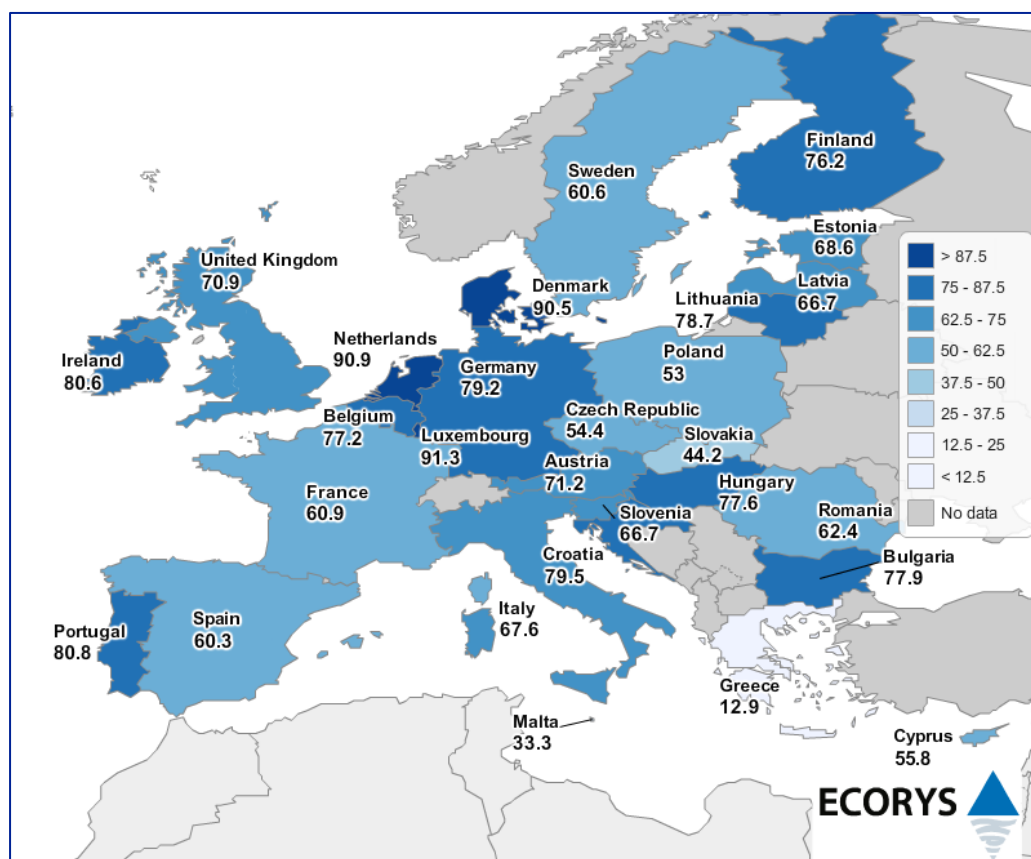 Finland
76.2
Sweden
60.6
Estonia
68.6
United Kingdom
70.9
Denmark
90.5
Latvia
66.7
Lithuania
78.7
Netherlands
90.9
Ireland
80.6
Germany
79.2
Poland
53
Belgium
77.2
Czech Republic
54.4
Luxembourg
91.3
Slovakia
44.2
Austria
71.2
Hungary
77.6
France
60.9
Slovenia
66.7
Romania
62.4
Croatia
79.5
Bulgaria
77.9
Spain
60.3
Italy
67.6
Portugal
80.8
Greece
12.9
Malta
33.3
Cyprus
55.8
> 87.5
75 - 87.5
62.5 - 75
50 - 62.5
37.5 - 50
25 - 37.5
12.5 - 25
< 12.5
No data
ECORYS